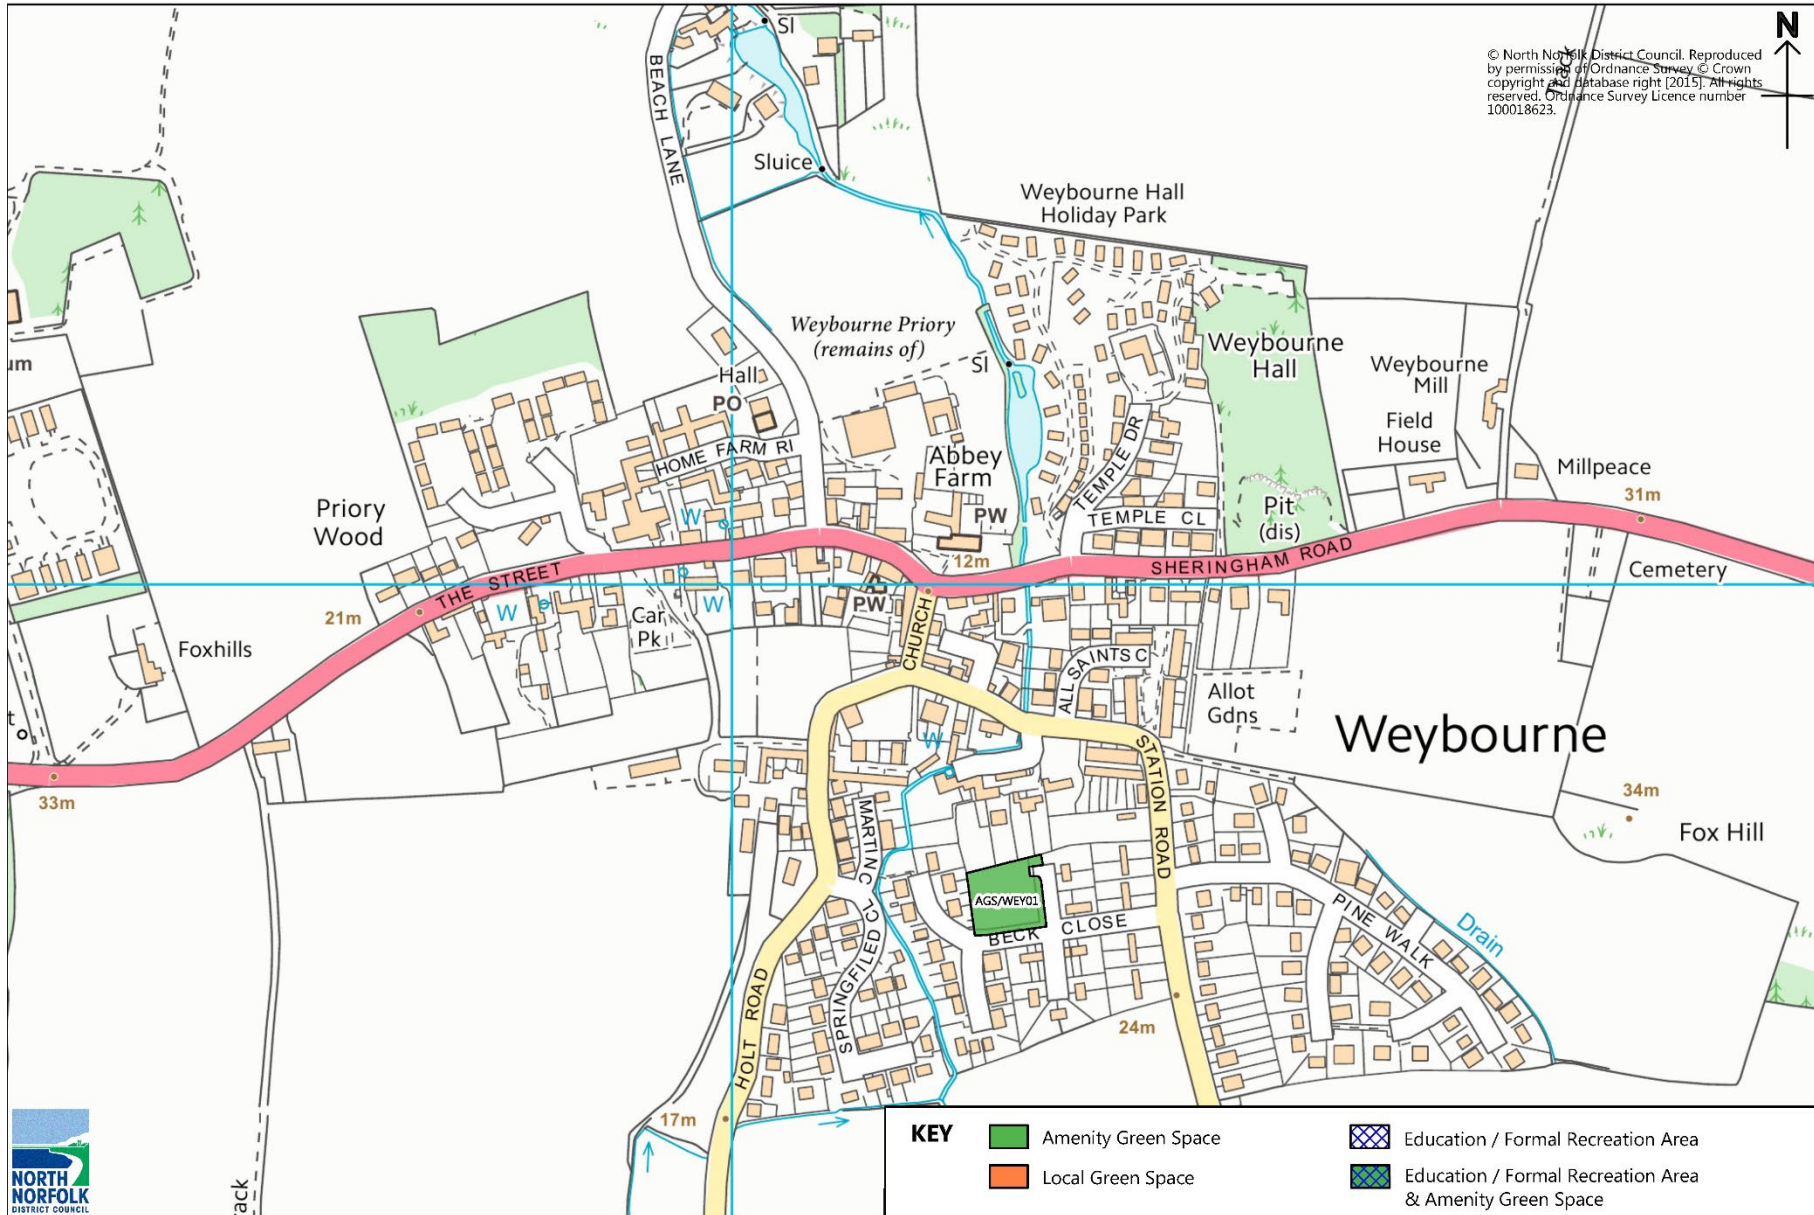 SI
N
© North Norfolk District Council. Reproduced
by permission of Ordnance Survey © Crown
copyright and database right [2015]. All rights
reserved. Ordnance Survey Licence number
100018623.
Track
BEACH LANE
Sluice
Weybourne Hall
Holiday Park
Weybourne Priory
(remains of)
SI
Hall
PO
Weybourne
Hall
Weybourne
Mill
Field
House
um
HOME FARM RI
Abbey
Farm
TEMPLE DR
Millpeace
31m
Priory
Wood
W
PW
TEMPLE CL
Pit
(dis)
12m
SHERINGHAM ROAD
Cemetery
THE STREET
21m
W
Car
Pk
W
PW
CHURCH
Foxhills
ALL SAINTS C
Allot
Gdns
t
Weybourne
W
STATION ROAD
33m
34m
Fox Hill
MARTIN C
AGS/WEY01
BECK CLOSE
PINE WALK
Drain
SPRINGFILED CL
HOLT ROAD
24m
17m
ack
NORTH
NORFOLK
DISTRICT COUNCIL
KEY
Amenity Green Space
Local Green Space
Education / Formal Recreation Area
Education / Formal Recreation Area
& Amenity Green Space